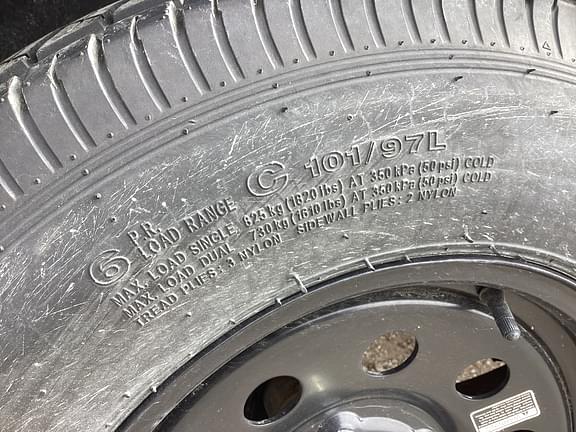 6 P.R. LOAD RANGE C 101/97L
MAX. LOAD SINGLE 825 kg (1820 lbs) AT 350 kPa (50 psi) COLD
MAX. LOAD DUAL 730 kg (1610 lbs) AT 350 kPa (50 psi) COLD
TREAD PLIES: 3 NYLON SIDEWALL PLIES: 2 NYLON